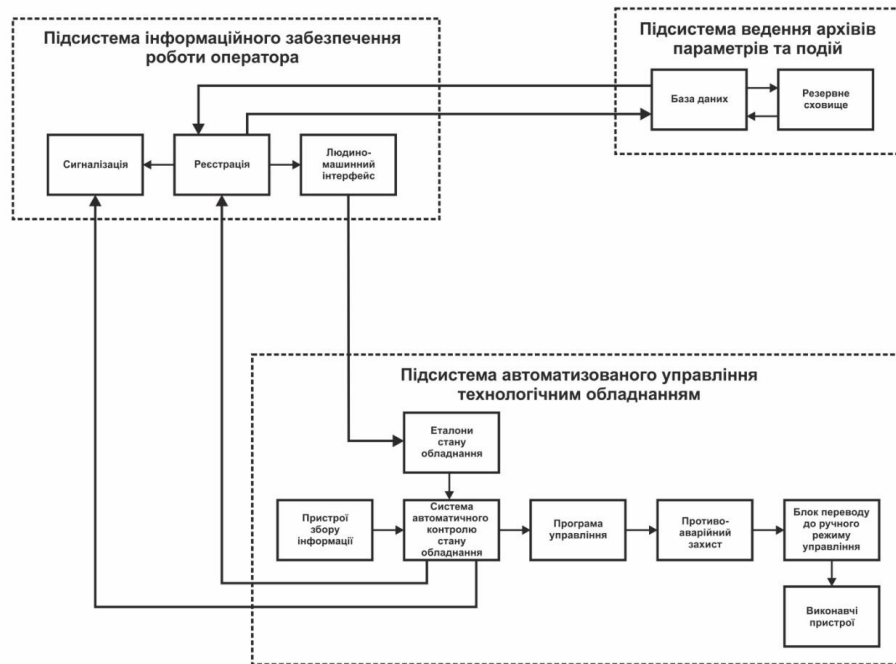 Підсистема інформаційного забезпечення
роботи оператора
Підсистема ведення архівів
параметрів та подій
База даних
Резервне
сховище
Сигналізація
Реєстрація
Людино-
машинний
інтерфейс
Підсистема автоматизованого управління
технологічним обладнанням
Еталони
стану
обладнання
Пристрої
збору
інформації
Система
автоматичного
контролю
стану
обладнання
Програма
управління
Противо-
аварійний
захист
Блок переводу
до ручного
режиму
управління
Виконавчі
пристрої